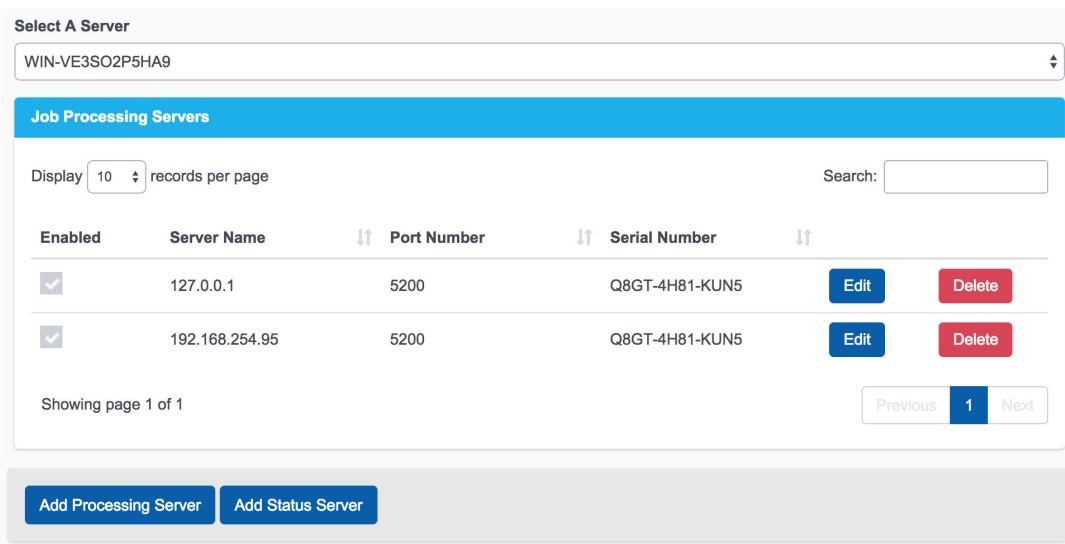 Select A Server
WIN-VE3SO2P5HA9
Job Processing Servers
Display 10 records per page Search:
Enabled Server Name Port Number Serial Number
127.0.0.1 5200 Q8GT-4H81-KUN5 Edit Delete
192.168.254.95 5200 Q8GT-4H81-KUN5 Edit Delete
Showing page 1 of 1 Previous 1 Next
Add Processing Server Add Status Server